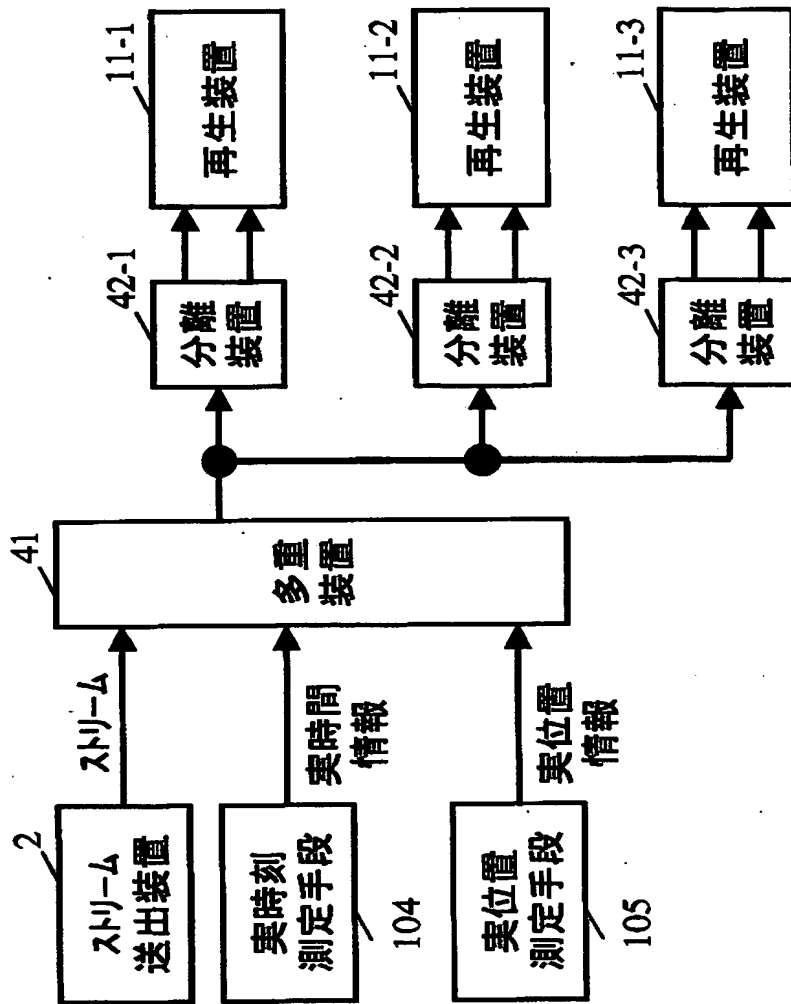 2
ストリーム
送出装置
ストリーム
実時刻
測定手段
104
実時間
情報
実位置
測定手段
105
実位置
情報
41
多重
装置
42-1
分離
装置
11-1
再生装置
42-2
分離
装置
11-2
再生装置
42-3
分離
装置
11-3
再生装置